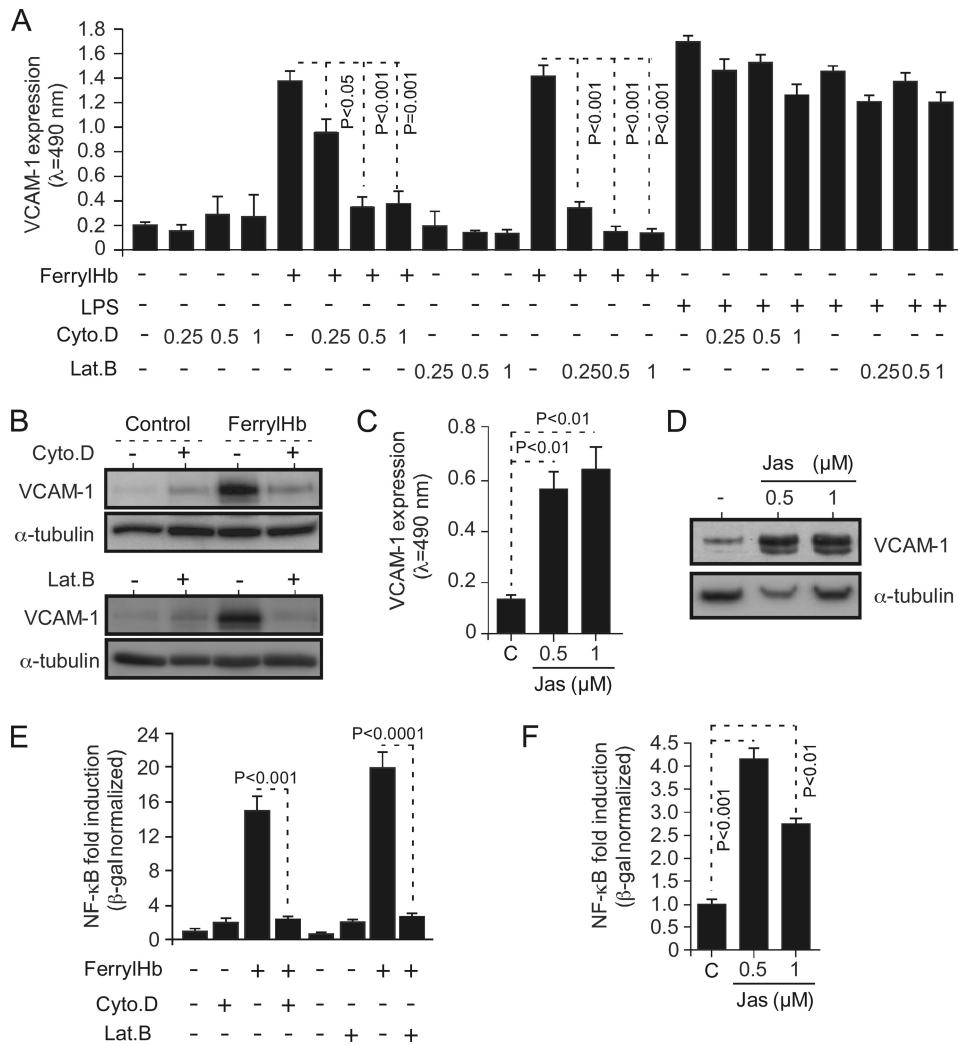 A
VCAM-1 expression
(λ=490 nm)
1.8
1.6
1.4
1.2
1.0
0.8
0.6
0.4
0.2
0
P<0.05
P<0.001
P=0.001
P<0.001
P<0.001
P<0.001
FerrylHb - - - - + + + + - - - + + + + - - - - - - - -
LPS - - - - - - - - - - - - - - - + + + + + + + +
Cyto.D - 0.25 0.5 1 - 0.25 0.5 1 - - - - - - - - 0.25 0.5 1 - - - -
Lat.B - - - - - - - - 0.25 0.5 1 - 0.25 0.5 1 - - - - - 0.25 0.5 1
B
Control FerrylHb
Cyto.D - + - +
VCAM-1
α-tubulin
Lat.B - + - +
VCAM-1
α-tubulin
C
VCAM-1 expression
(λ=490 nm)
0.8
0.6
0.4
0.2
0
P<0.01
P<0.01
C 0.5 1
Jas (µM)
D
Jas (µM)
- 0.5 1
VCAM-1
α-tubulin
E
NF-κB fold induction
(β-gal normalized)
24
20
16
12
8
4
0
P<0.001
P<0.0001
FerrylHb - - + + - - + +
Cyto.D - + - + - - - -
Lat.B - - - - - + - +
F
NF-κB fold induction
(β-gal normalized)
4.5
4.0
3.5
3.0
2.5
2.0
1.5
1.0
0.5
0
P<0.001
P<0.01
C 0.5 1
Jas (µM)